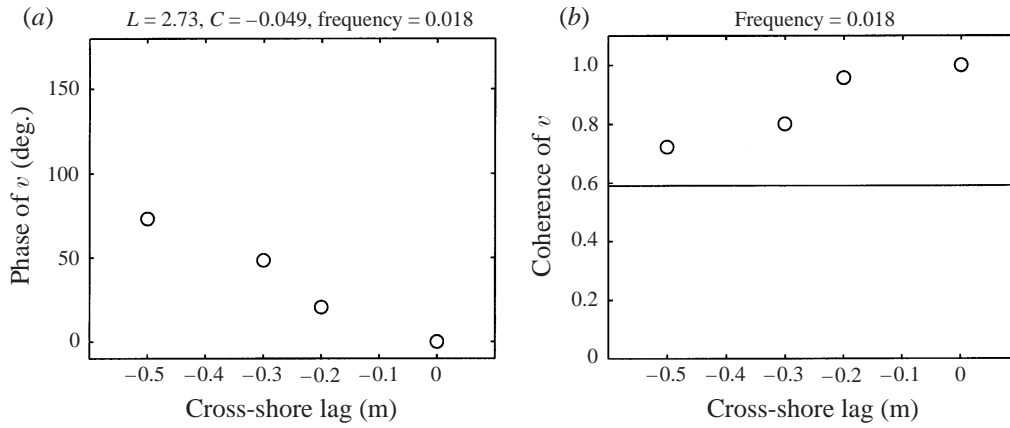 (a)
L = 2.73, C = −0.049, frequency = 0.018
Phase of v (deg.)
150
100
50
0
−0.5 −0.4 −0.3 −0.2 −0.1 0
Cross-shore lag (m)
(b)
Frequency = 0.018
Coherence of v
1.0
0.8
0.6
0.4
0.2
0
−0.5 −0.4 −0.3 −0.2 −0.1 0
Cross-shore lag (m)